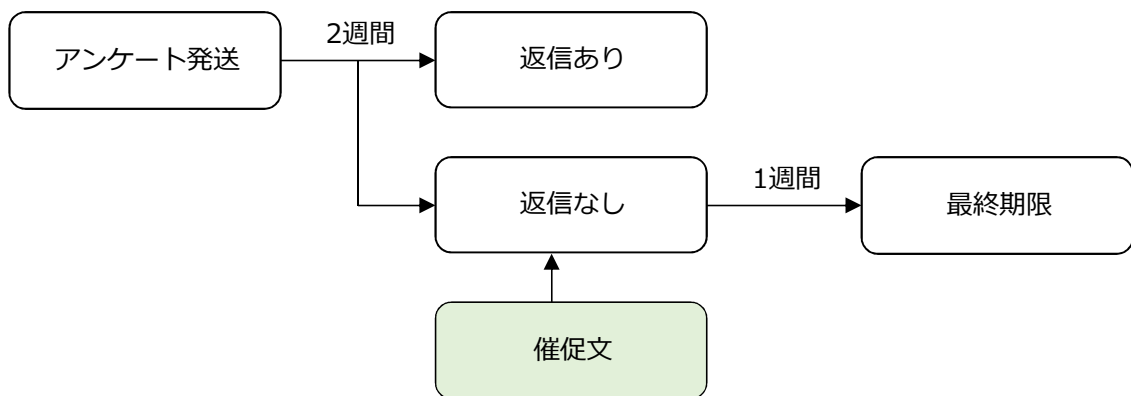 アンケート発送
2週間
返信あり
返信なし
1週間
最終期限
催促文